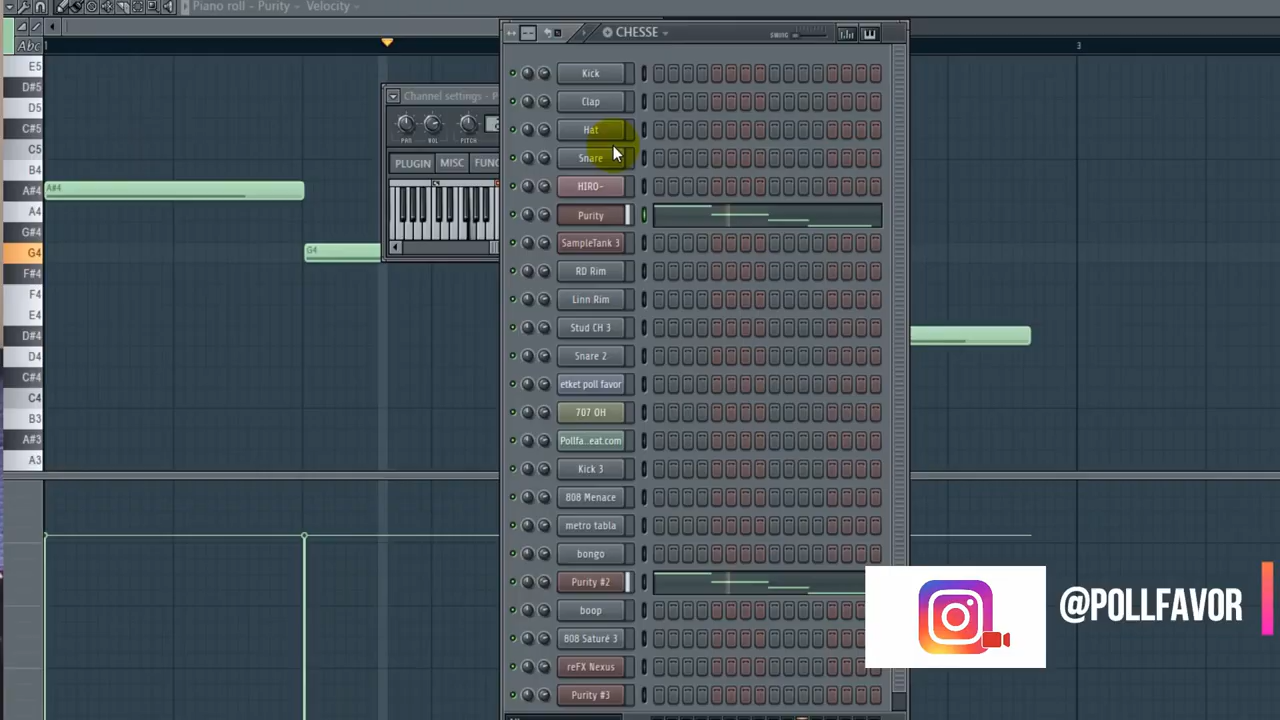 Piano roll - Purity - Velocity
Abc
1
3
E5
D#5
D5
C#5
C5
B4
A#4
A4
G#4
G4
F#4
F4
E4
D#4
D4
C#4
C4
B3
A#3
A3
A#4
G4
Channel settings - P
PAN
VOL
PITCH
PLUGIN
MISC
FUNC
CHESSE
SWING
Kick
Clap
Hat
Snare
HIRO-
Purity
SampleTank 3
RD Rim
Linn Rim
Stud CH 3
Snare 2
etket poll favor
707 OH
Pollfa..eat.com
Kick 3
808 Menace
metro tabla
bongo
Purity #2
boop
808 Saturé 3
reFX Nexus
Purity #3
@POLLFAVOR